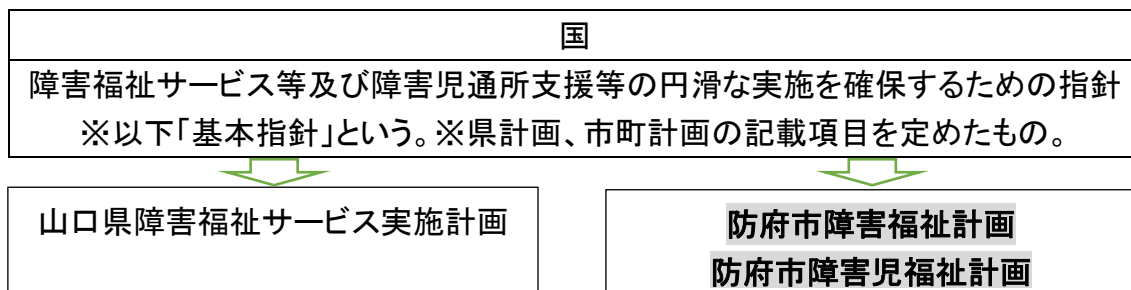 国
障害福祉サービス等及び障害児通所支援等の円滑な実施を確保するための指針
※以下「基本指針」という。※県計画、市町計画の記載項目を定めたもの。
山口県障害福祉サービス実施計画
防府市障害福祉計画
防府市障害児福祉計画